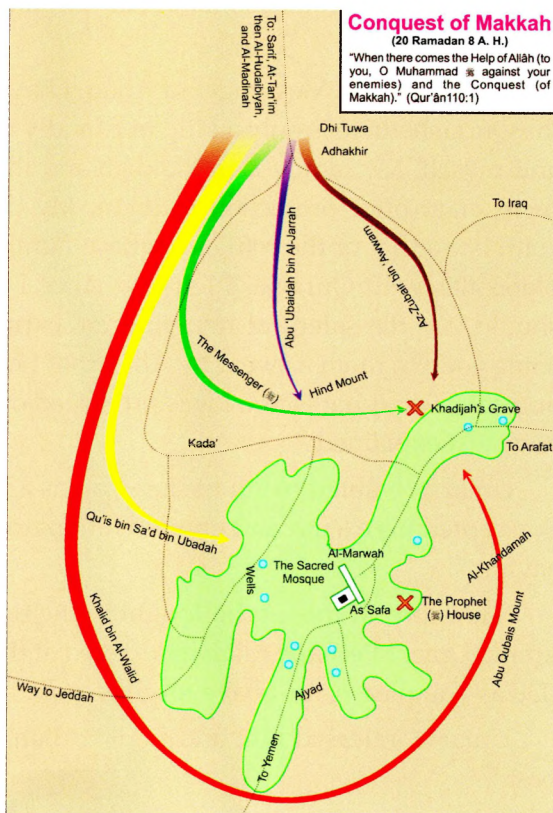 Conquest of Makkah
(20 Ramadan 8 A. H.)
“When there comes the Help of Allâh (to
you, O Muhammad ﷺ against your
enemies) and the Conquest (of
Makkah).” (Qur’ân110:1)
To: Sarif, At-Tan’im
then Al-Hudaibiyah,
and Al-Madinah
Dhi Tuwa
Adhakhir
To Iraq
Abu ‘Ubaidah bin Al-Jarrah
Az-Zubair bin ‘Awwam
The Messenger (ﷺ)
Hind Mount
Khadijah’s Grave
To Arafat
Kada’
Qu’is bin Sa’d bin Ubadah
Al-Marwah
The Sacred
Mosque
Wells
As Safa
The Prophet
(ﷺ) House
Al-Khandamah
Abu Qubais Mount
Khalid bin Al-Walid
Ajyad
Way to Jeddah
To Yemen